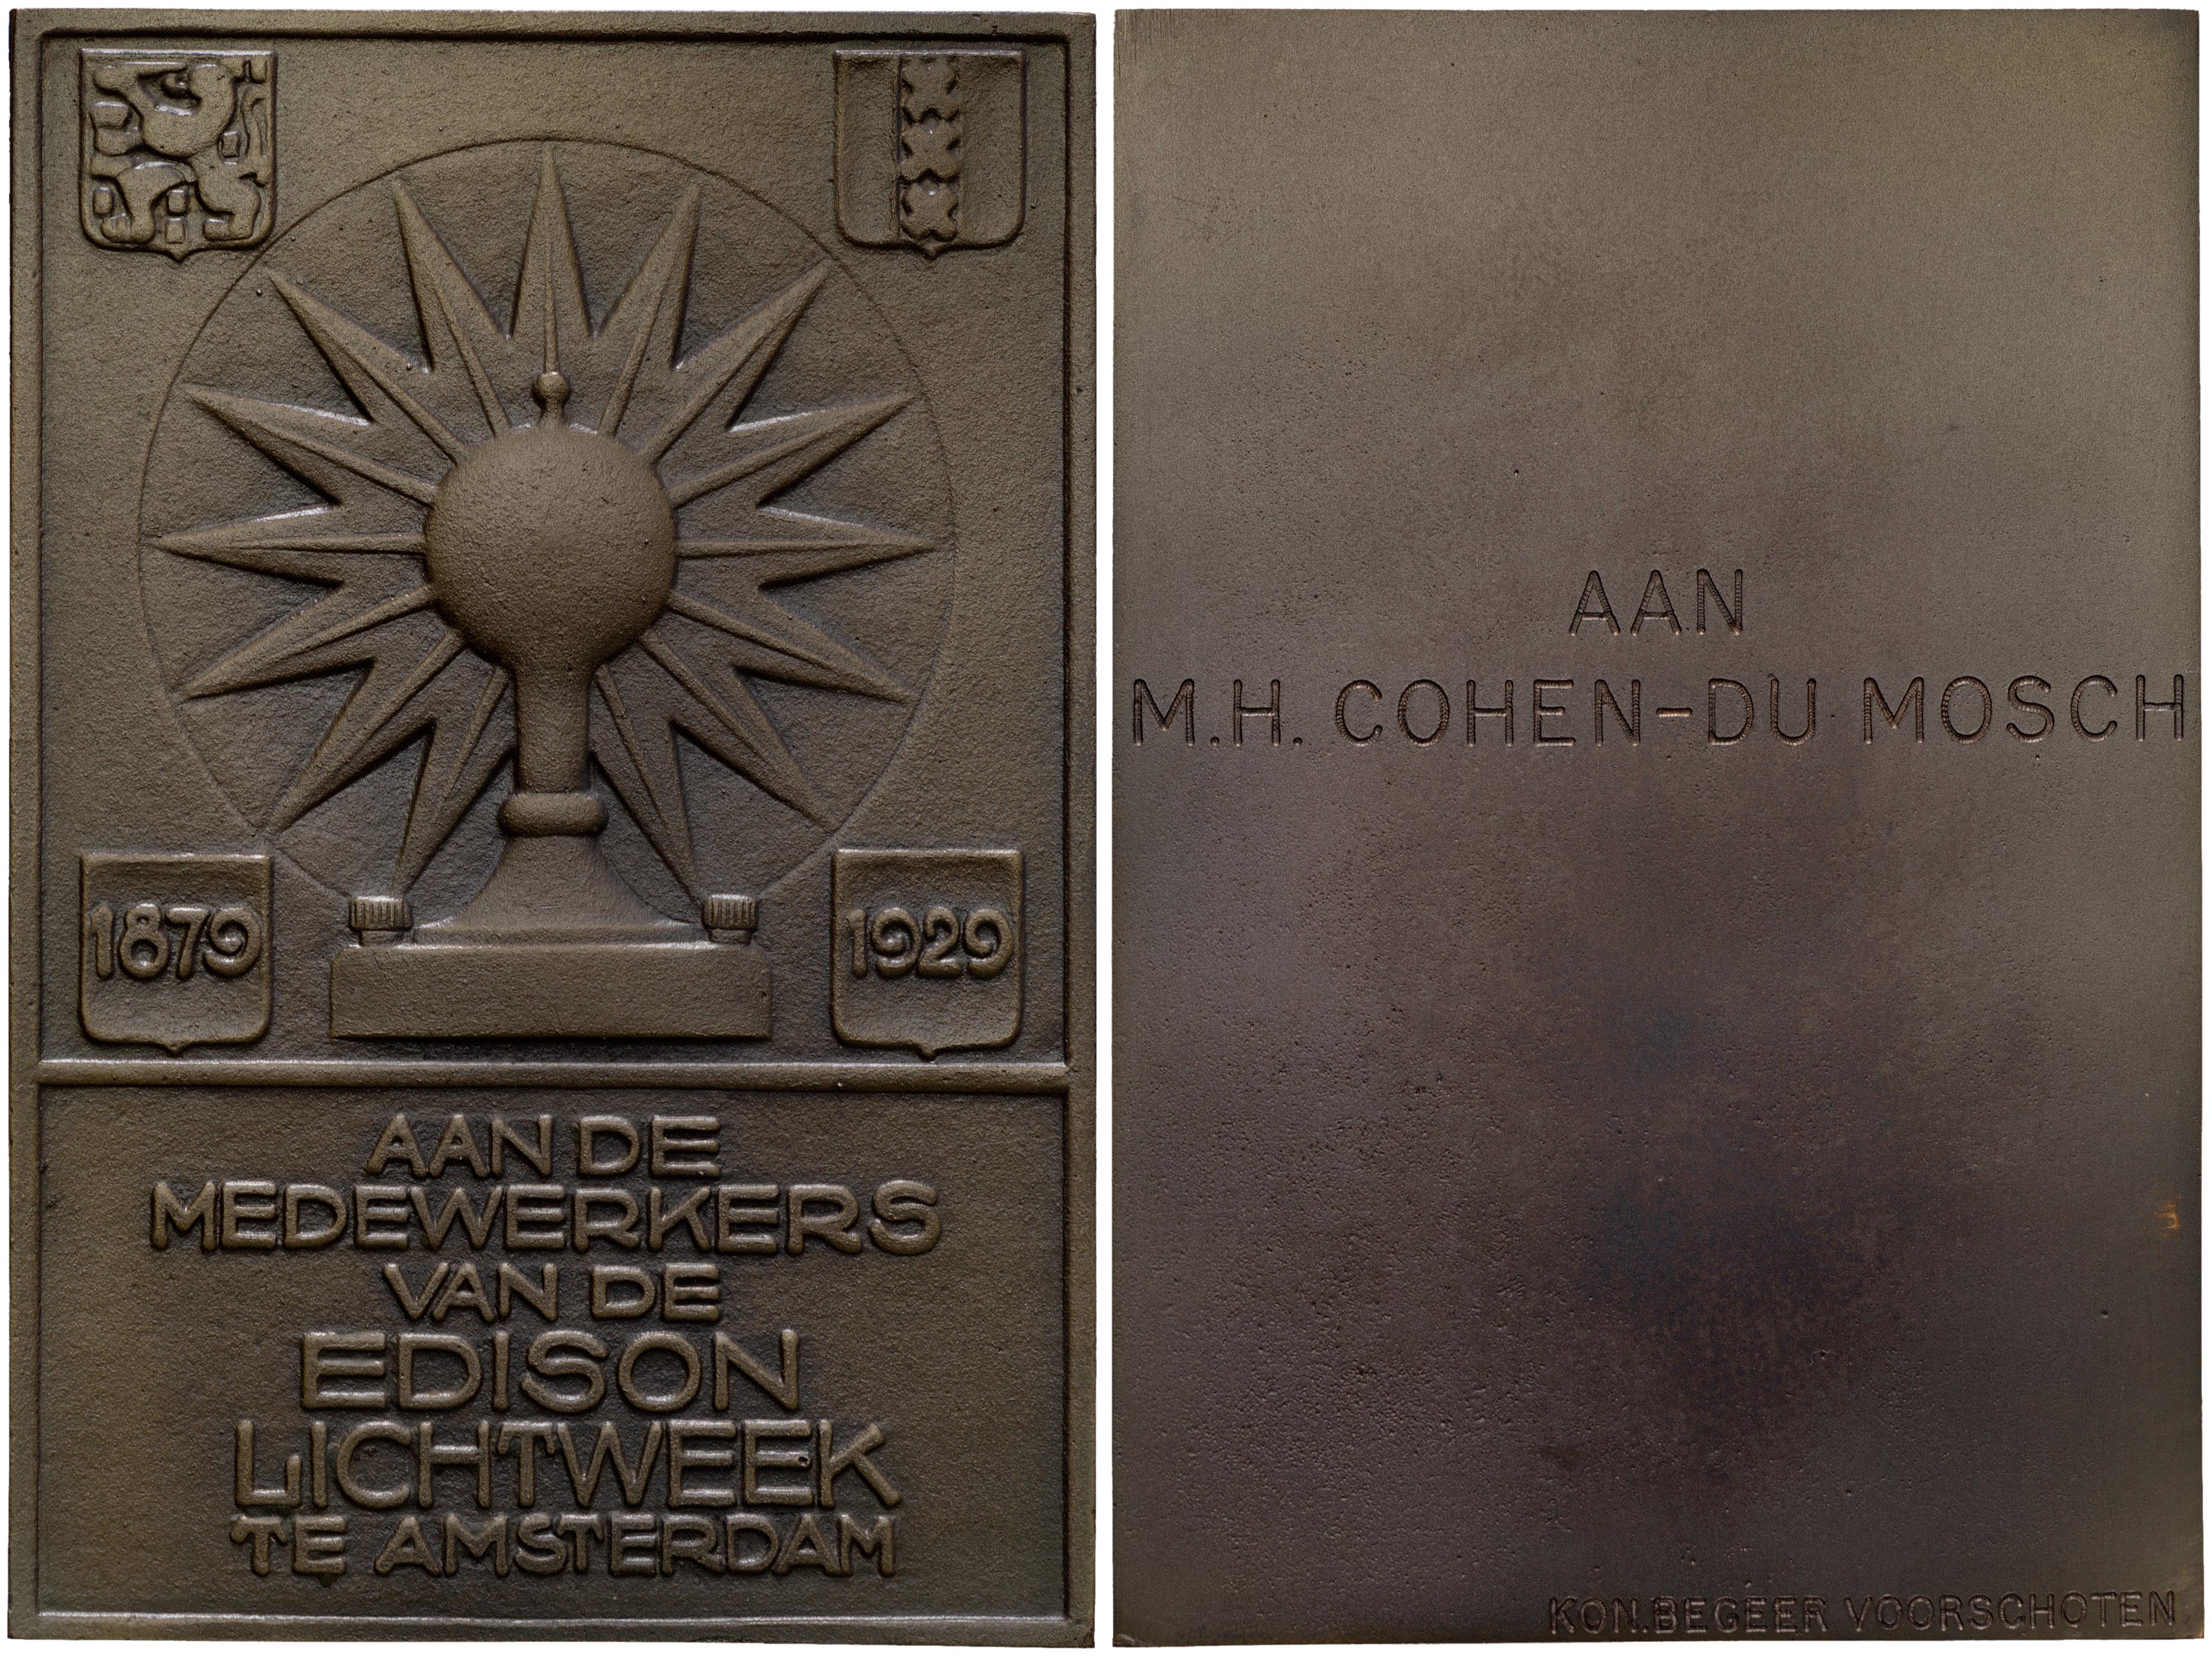 1879
1929
AAN DE
MEDEWERKERS
VAN DE
EDISON
LICHTWEEK
TE AMSTERDAM
AAN
M.H. COHEN-DU MOSCH
KON.BEGEER VOORSCHOTEN